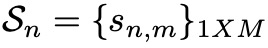 𝒮ₙ = {sₙ,ₘ}₁XM